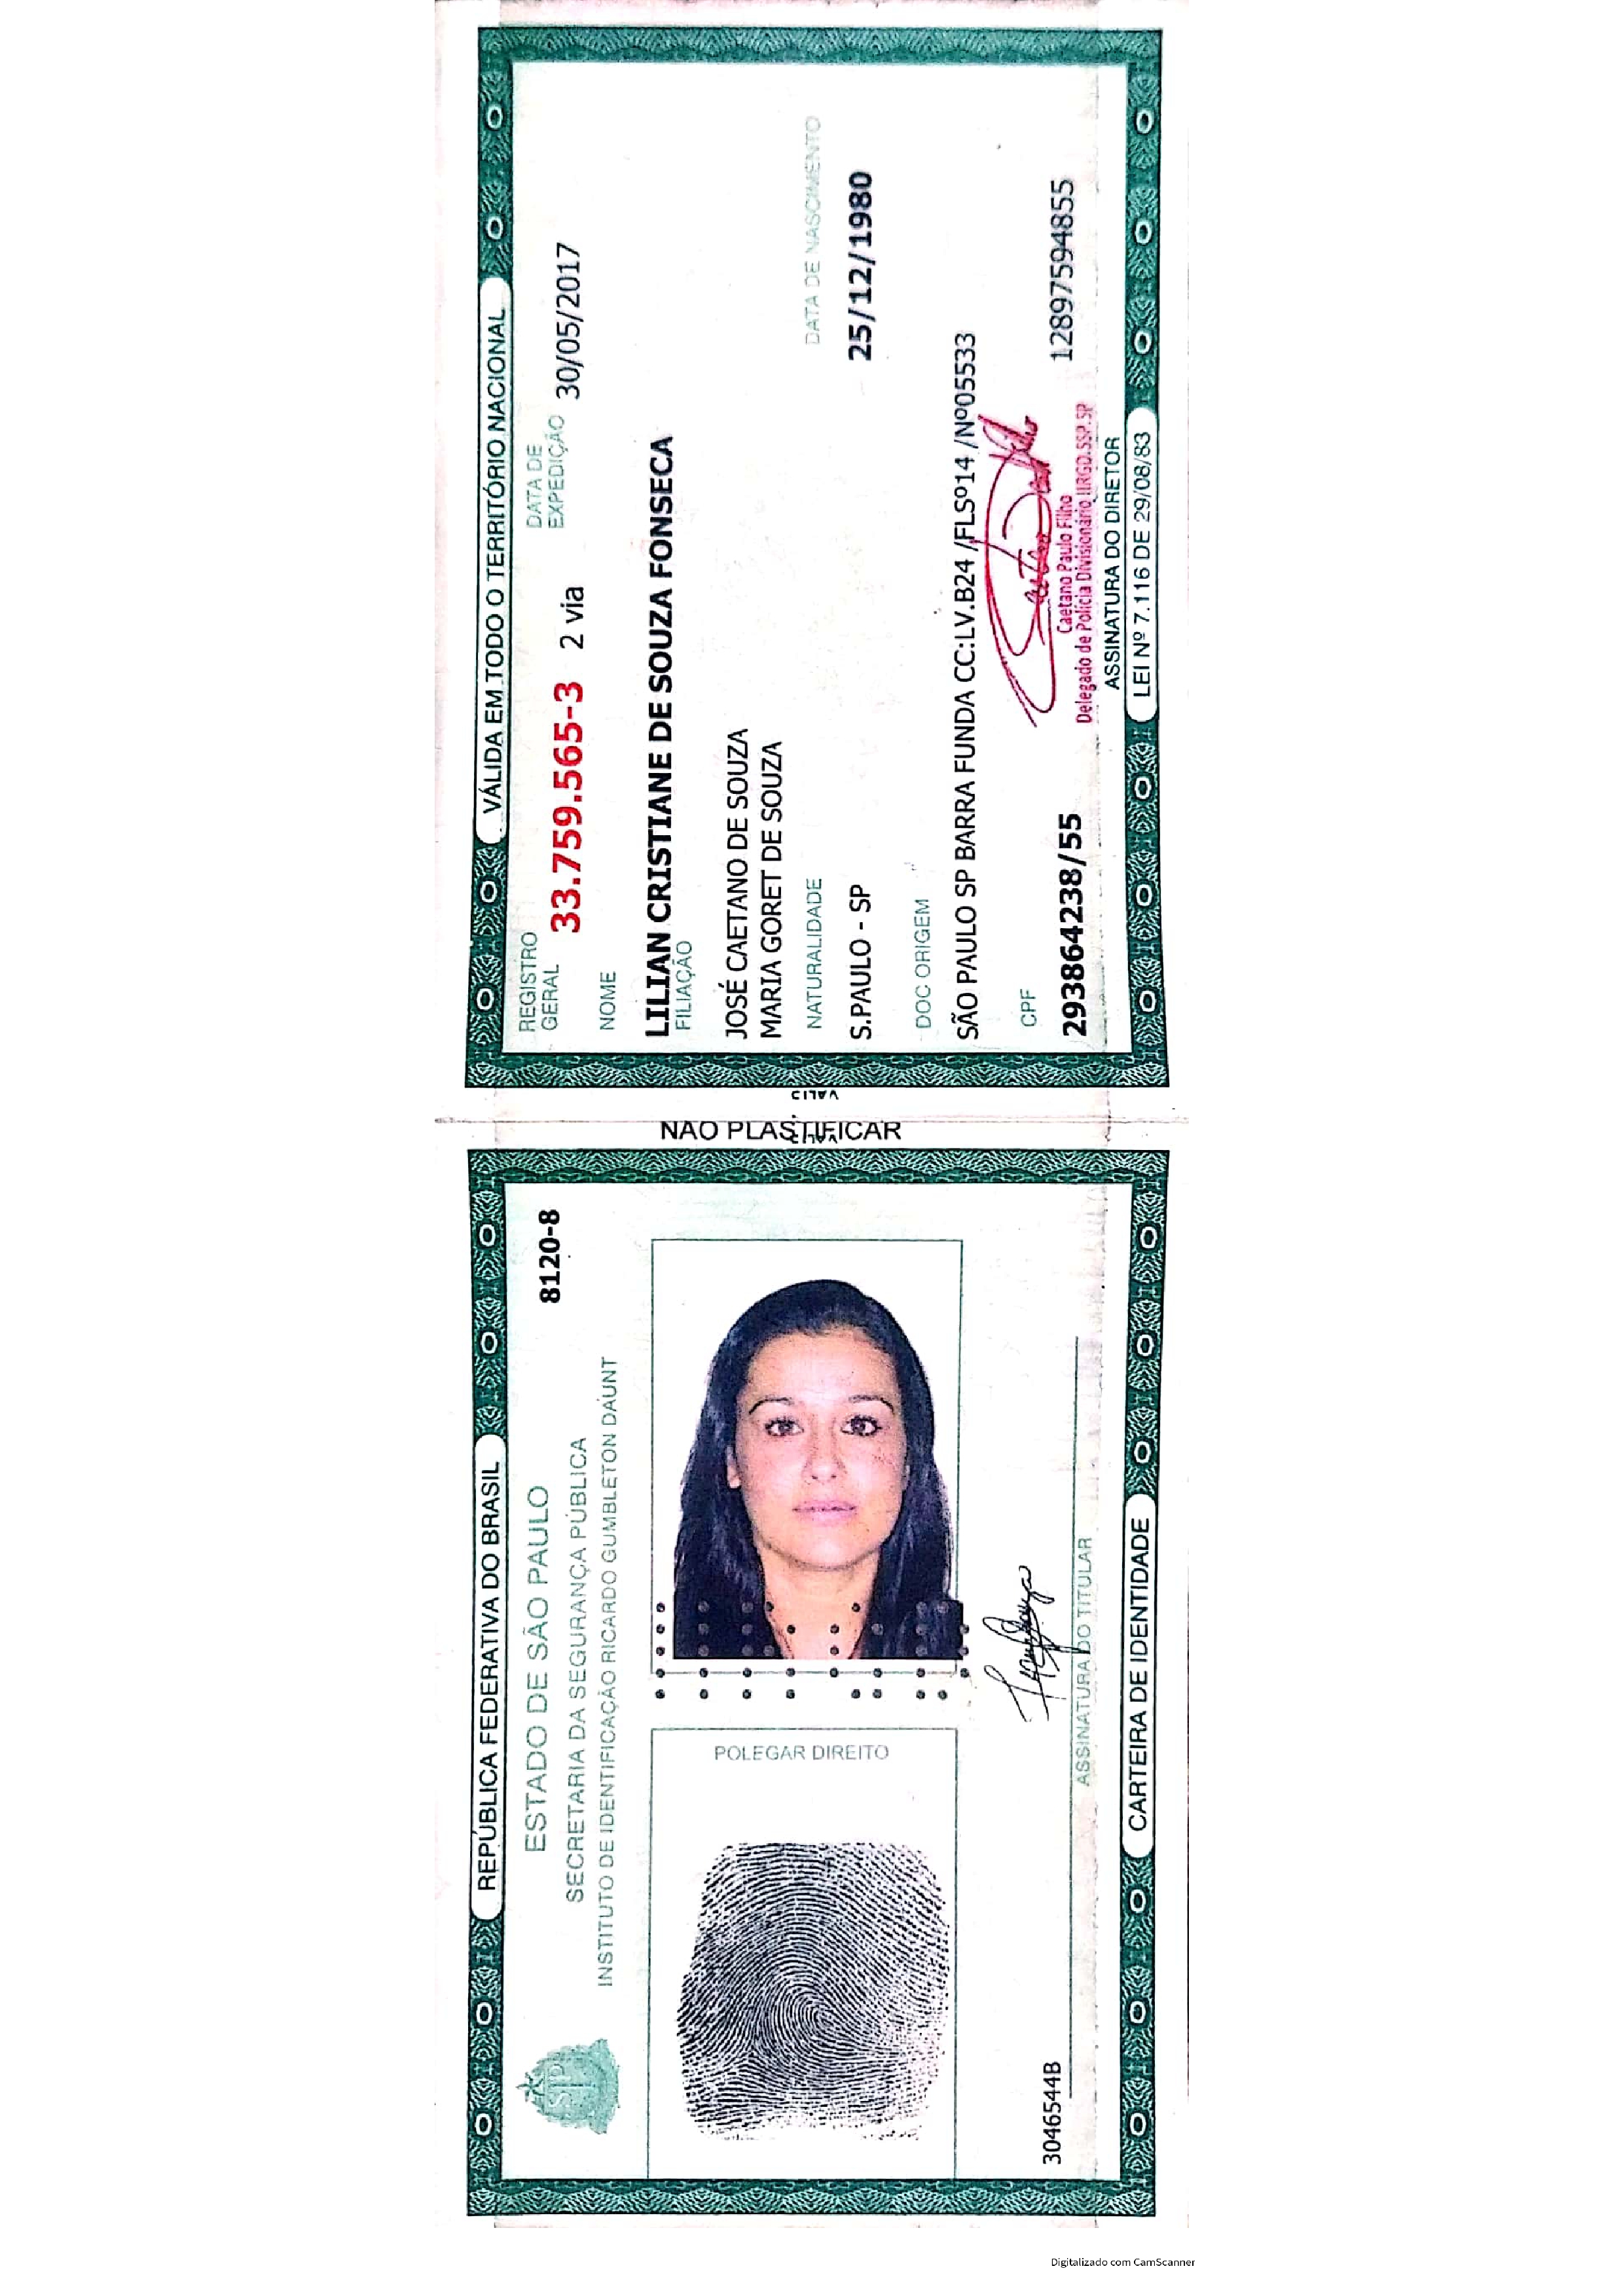 VÁLIDA EM TODO O TERRITÓRIO NACIONAL
REGISTRO
GERAL
33.759.565-3
2 via
DATA DE
EXPEDIÇÃO
30/05/2017
NOME
LILIAN CRISTIANE DE SOUZA FONSECA
FILIAÇÃO
JOSÉ CAETANO DE SOUZA
MARIA GORET DE SOUZA
NATURALIDADE
DATA DE NASCIMENTO
S.PAULO - SP
25/12/1980
DOC ORIGEM
SÃO PAULO SP BARRA FUNDA CC:LV.B24 /FLSº14 /Nº05533
CPF
293864238/55
12897594855
Caetano Paulo Filho
Delegado de Polícia Divisionário IIRGD.SSP.SP
ASSINATURA DO DIRETOR
LEI Nº 7.116 DE 29/08/83
VALID
NÃO PLASTIFICAR
REPÚBLICA FEDERATIVA DO BRASIL
ESTADO DE SÃO PAULO
8120-8
SECRETARIA DA SEGURANÇA PÚBLICA
INSTITUTO DE IDENTIFICAÇÃO RICARDO GUMBLETON DAUNT
POLEGAR DIREITO
3046544B
ASSINATURA DO TITULAR
CARTEIRA DE IDENTIDADE
Digitalizado com CamScanner